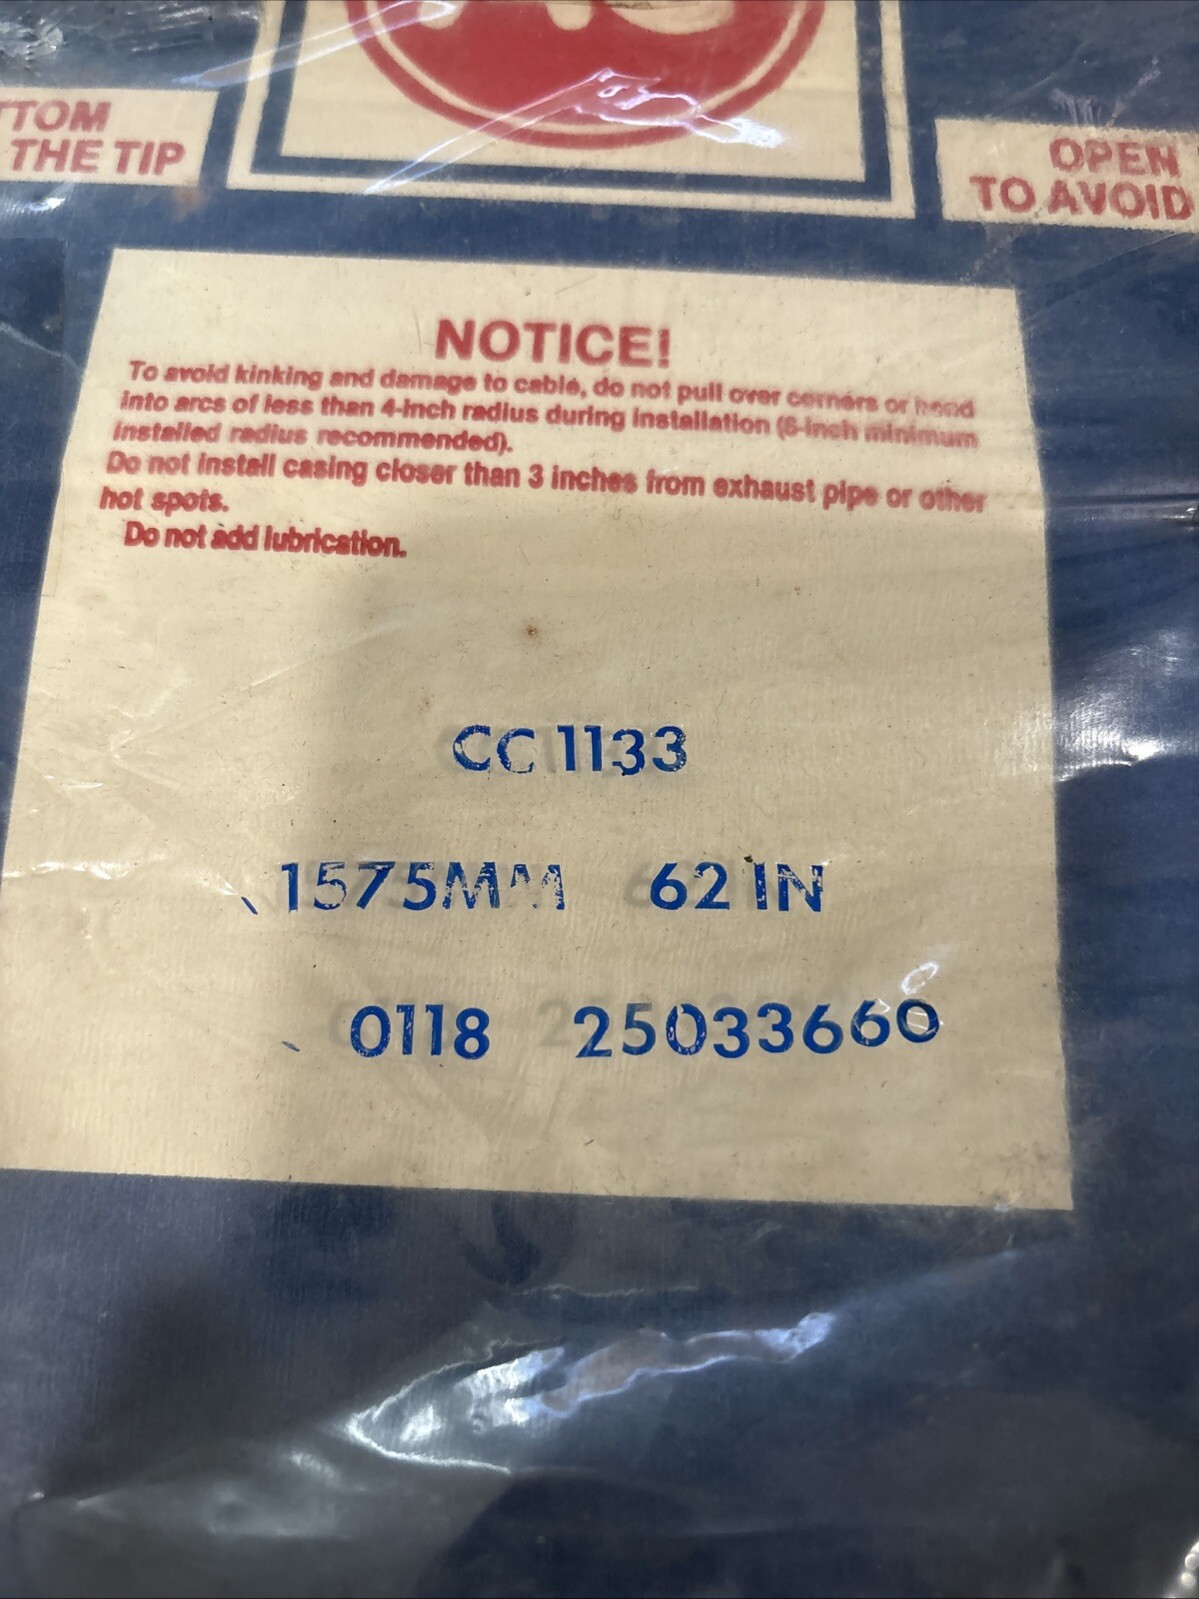 TTOM
THE TIP
OPEN
TO AVOID
NOTICE!
To avoid kinking and damage to cable, do not pull over corners or bend
into arcs of less than 4-inch radius during installation (6-inch minimum
installed radius recommended).
Do not install casing closer than 3 inches from exhaust pipe or other
hot spots.
Do not add lubrication.
CC 1133
1575MM 62 IN
0118 25033660